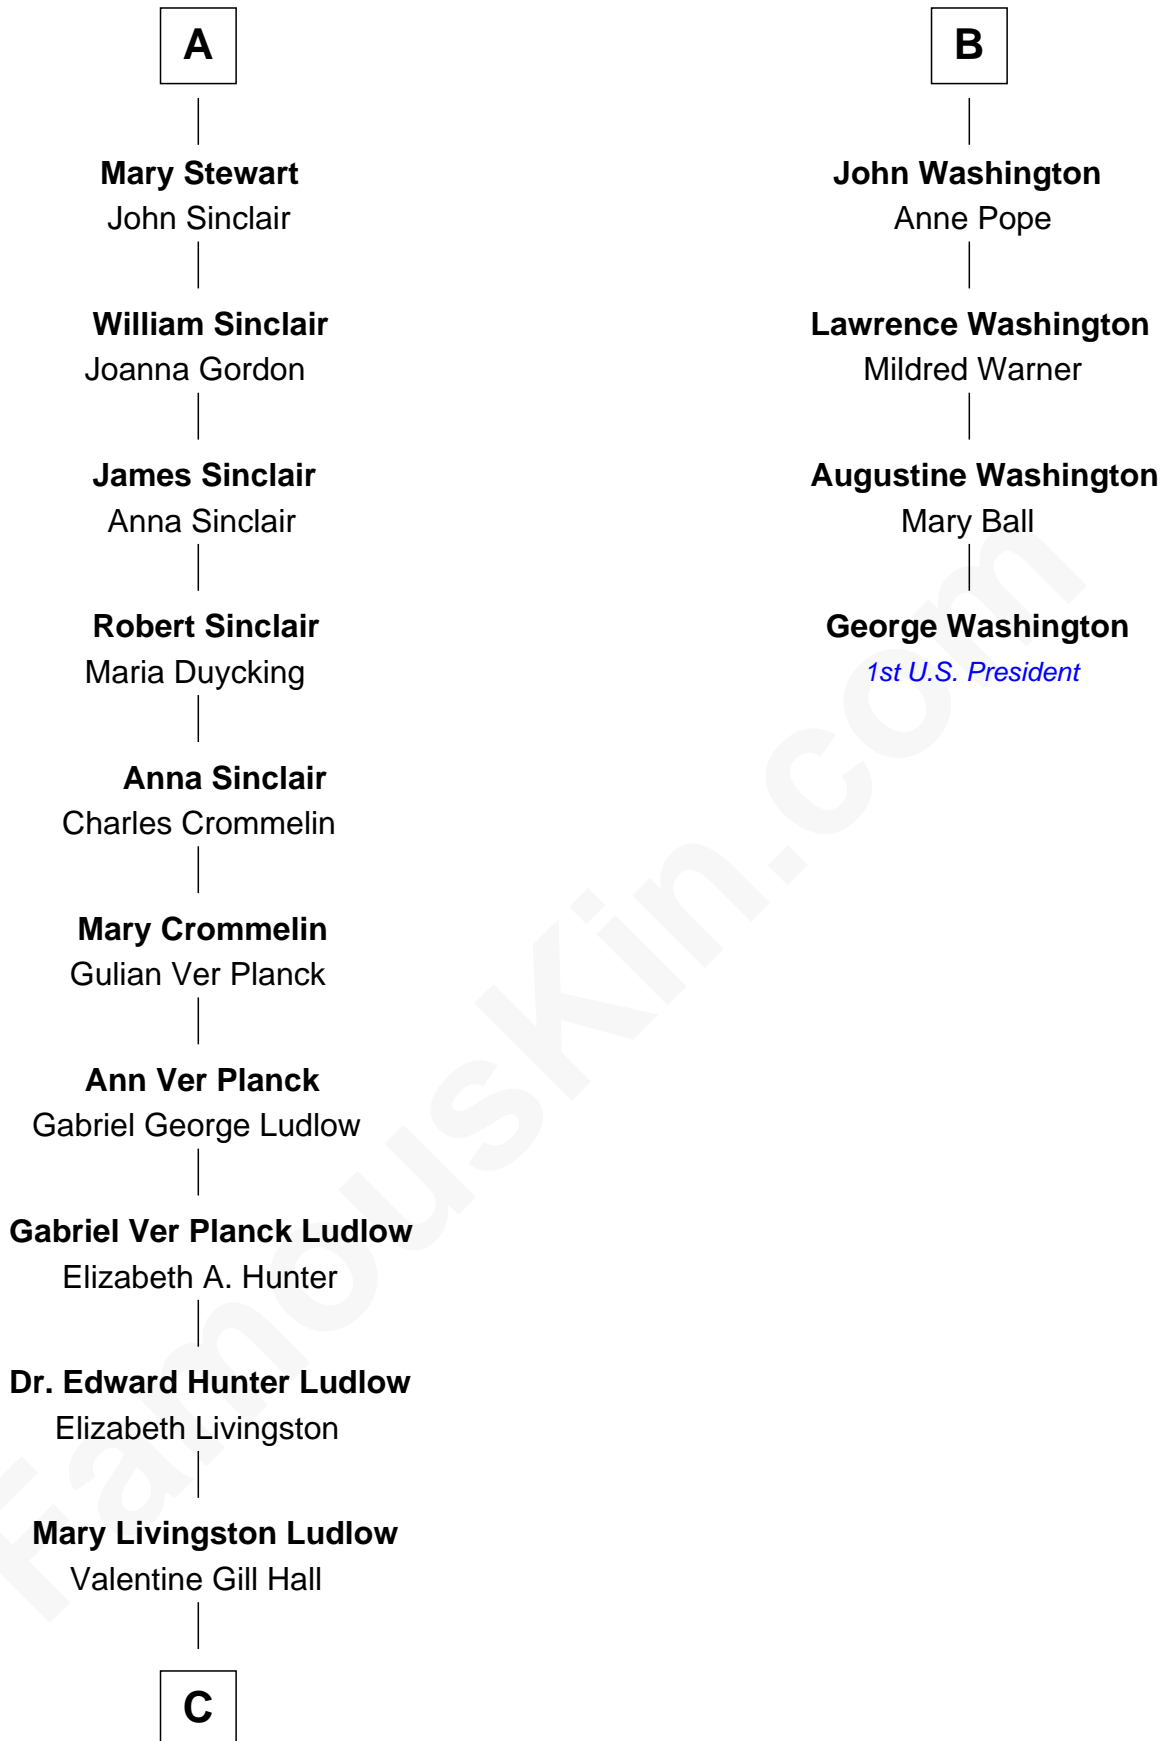 A
Mary Stewart
John Sinclair
William Sinclair
Joanna Gordon
James Sinclair
Anna Sinclair
Robert Sinclair
Maria Duycking
Anna Sinclair
Charles Crommelin
Mary Crommelin
Gulian Ver Planck
Ann Ver Planck
Gabriel George Ludlow
Gabriel Ver Planck Ludlow
Elizabeth A. Hunter
Dr. Edward Hunter Ludlow
Elizabeth Livingston
Mary Livingston Ludlow
Valentine Gill Hall
C
B
John Washington
Anne Pope
Lawrence Washington
Mildred Warner
Augustine Washington
Mary Ball
George Washington
1st U.S. President
FamousKin.com